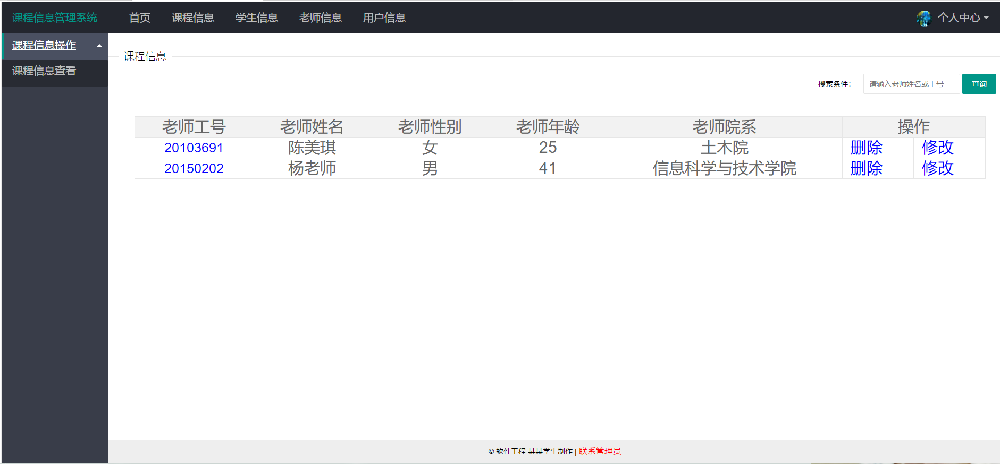 课程信息管理系统 首页 课程信息 学生信息 老师信息 用户信息 个人中心
课程信息操作
课程信息查看
课程信息
搜索条件： 请输入老师姓名或工号 查询
老师工号 老师姓名 老师性别 老师年龄 老师院系 操作
20103691 陈美琪 女 25 土木院 删除 修改
20150202 杨老师 男 41 信息科学与技术学院 删除 修改
© 软件工程 某某学生制作 | 联系管理员